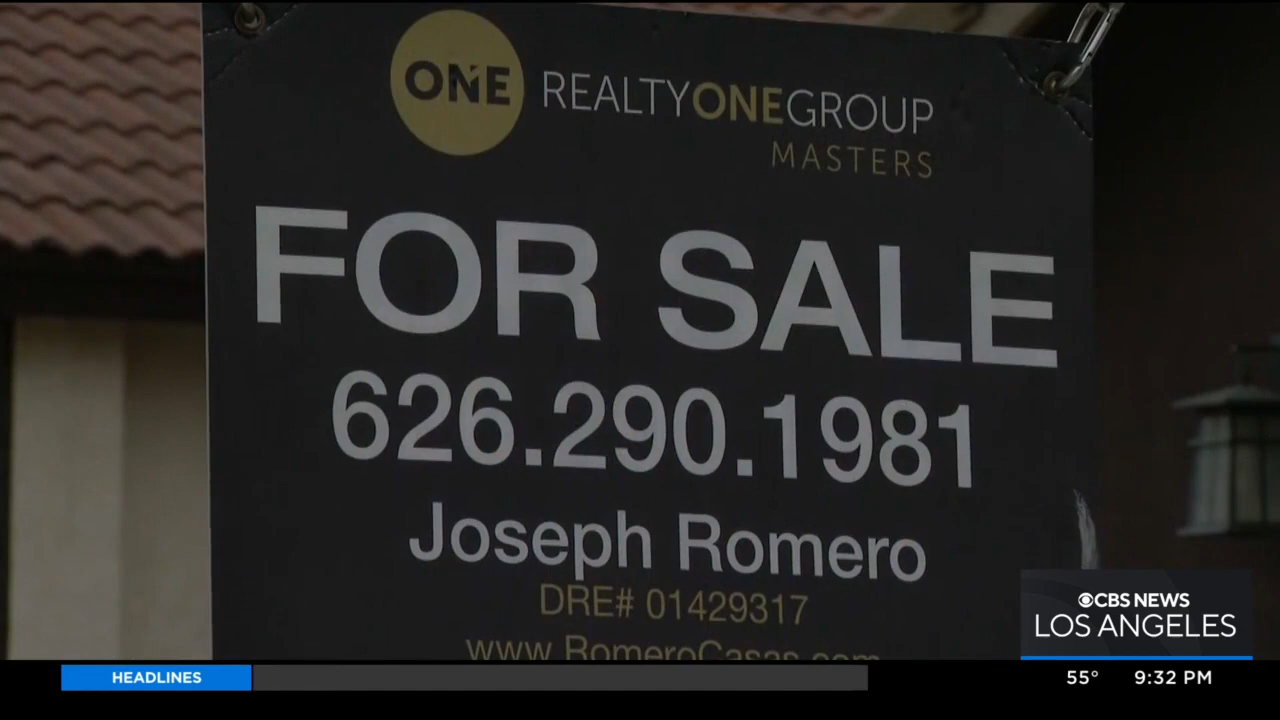 ONE
REALTYONEGROUP
MASTERS
FOR SALE
626.290.1981
Joseph Romero
DRE# 01429317
www.RomeroCasas.com
CBS NEWS
LOS ANGELES
HEADLINES
55° 9:32 PM